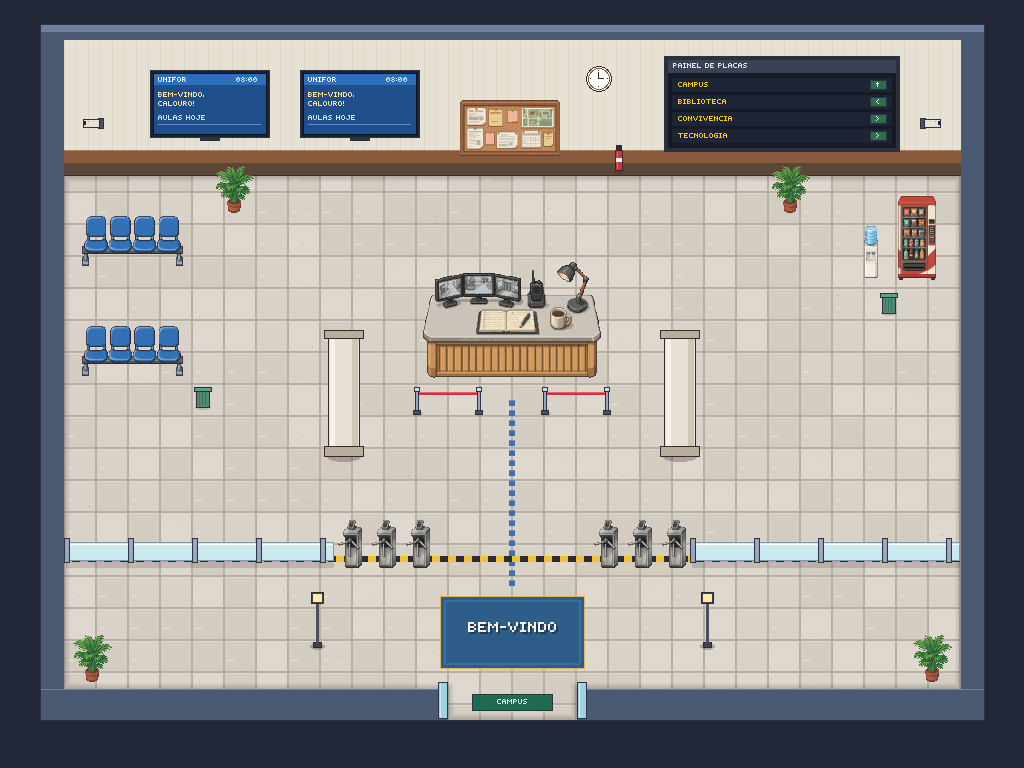 UNIFOR 08:00
BEM-VINDO,
CALOURO!
AULAS HOJE
UNIFOR 08:00
BEM-VINDO,
CALOURO!
AULAS HOJE
PAINEL DE PLACAS
CAMPUS ↑
BIBLIOTECA <
CONVIVENCIA >
TECNOLOGIA >
BEM-VINDO
CAMPUS